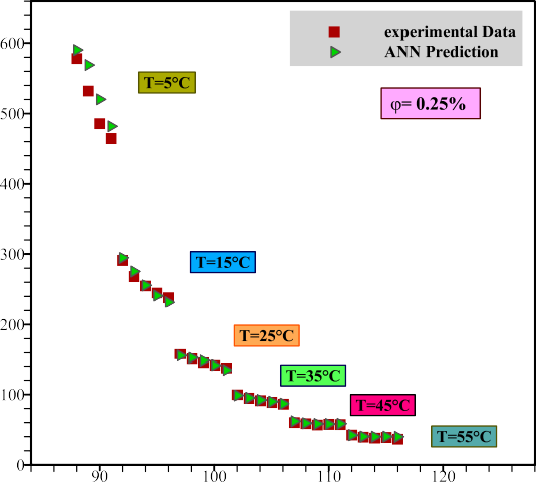 experimental Data
ANN Prediction
φ= 0.25%
T=5°C
T=15°C
T=25°C
T=35°C
T=45°C
T=55°C
600
500
400
300
200
100
0
90 100 110 120